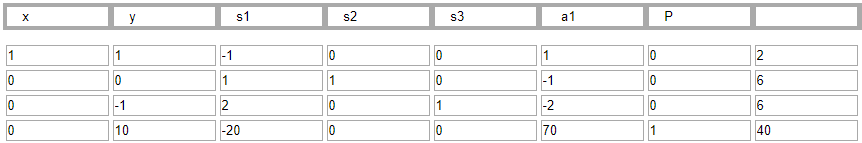 x y s1 s2 s3 a1 P
1 1 -1 0 0 1 0 2
0 0 1 1 0 -1 0 6
0 -1 2 0 1 -2 0 6
0 10 -20 0 0 70 1 40